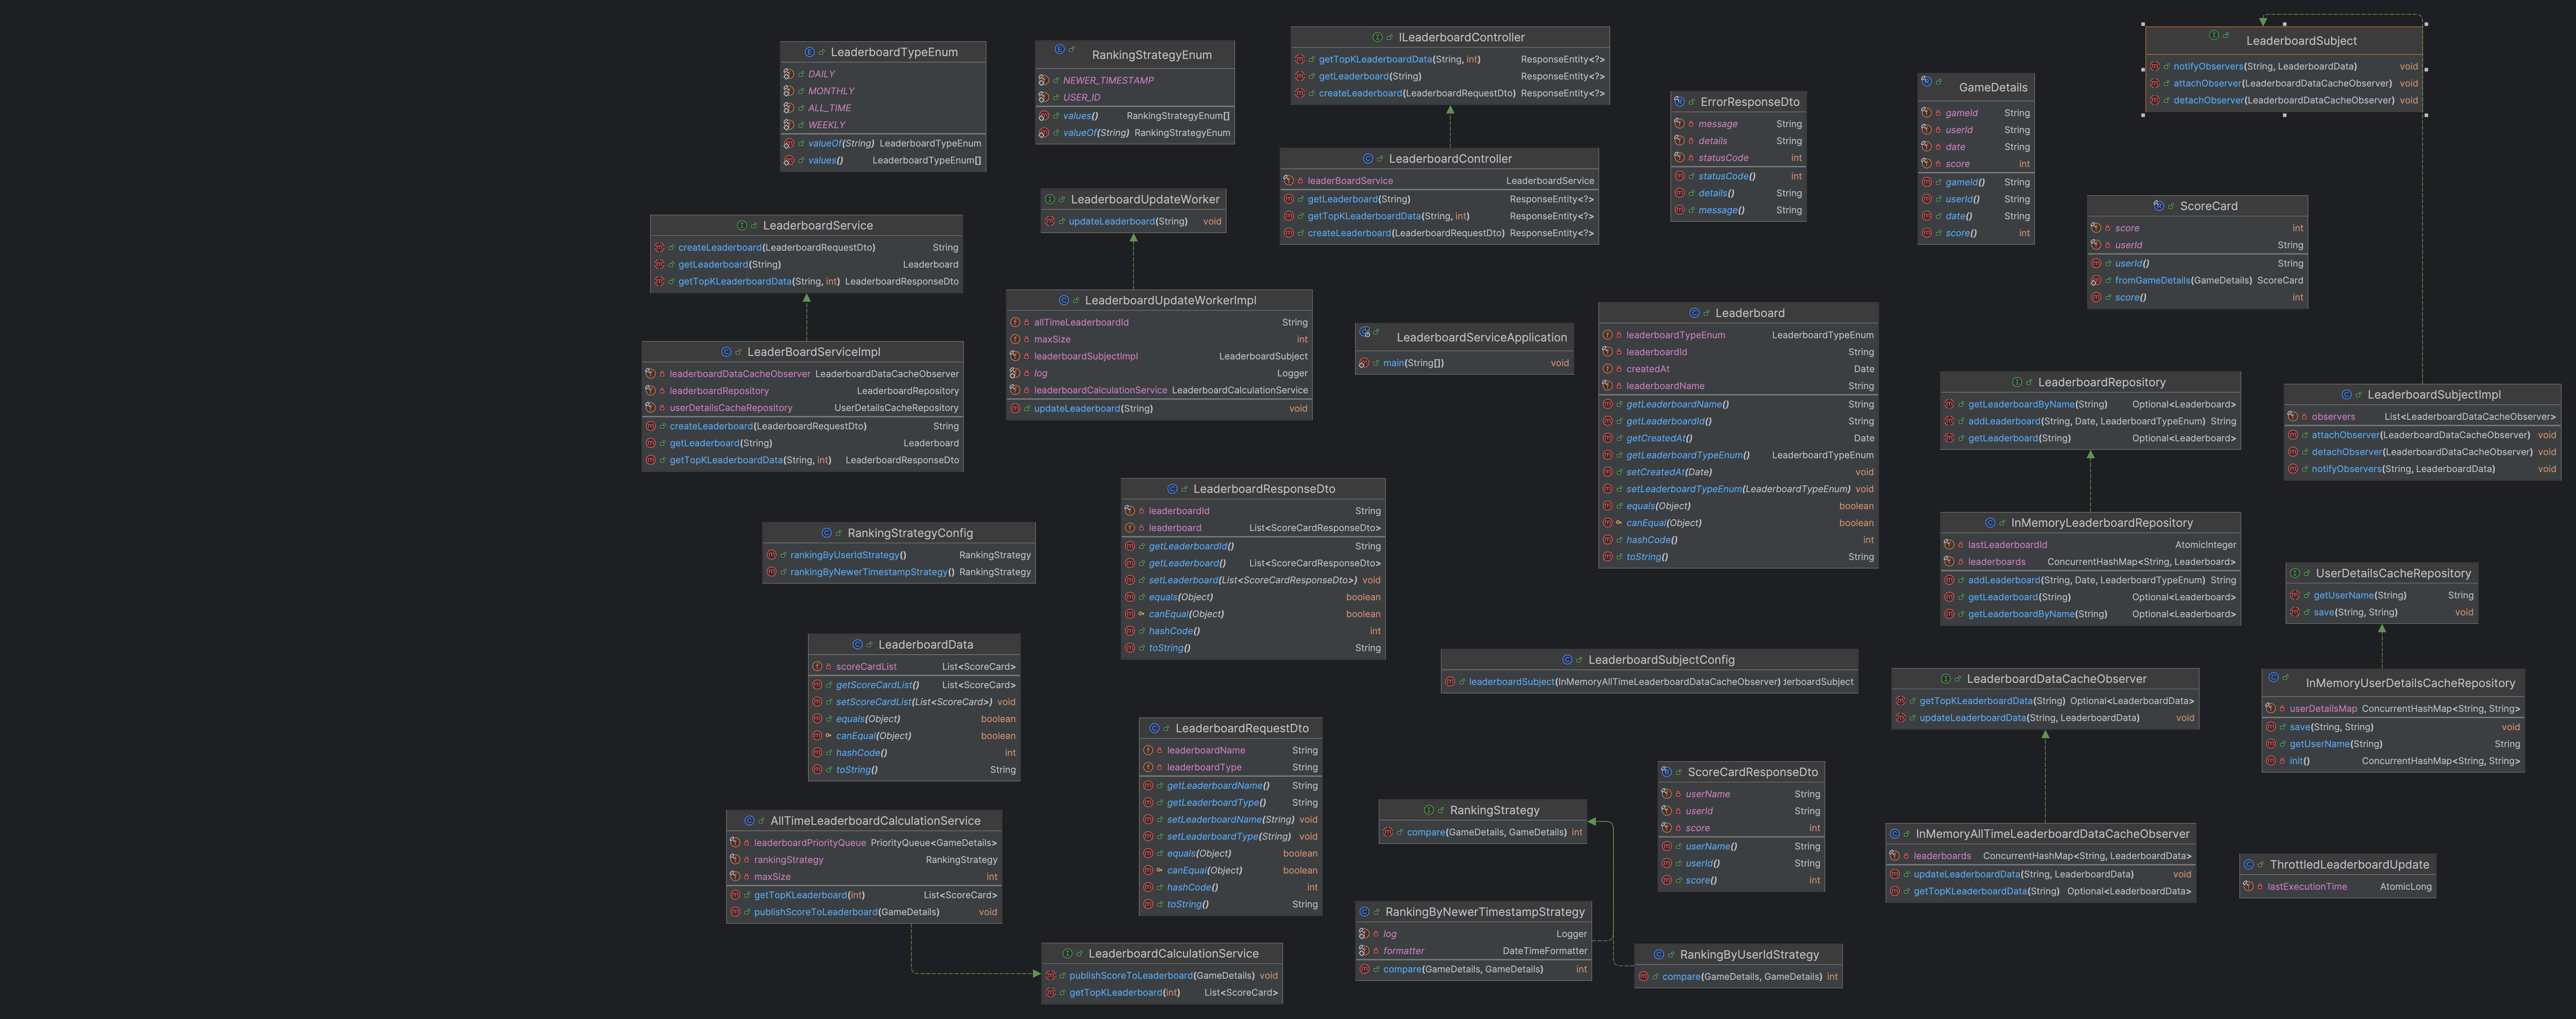 LeaderboardTypeEnum
DAILY
MONTHLY
ALL_TIME
WEEKLY
valueOf(String) LeaderboardTypeEnum
values() LeaderboardTypeEnum[]
RankingStrategyEnum
NEWER_TIMESTAMP
USER_ID
values() RankingStrategyEnum[]
valueOf(String) RankingStrategyEnum
ILeaderboardController
getTopKLeaderboardData(String, int) ResponseEntity<?>
getLeaderboard(String) ResponseEntity<?>
createLeaderboard(LeaderboardRequestDto) ResponseEntity<?>
LeaderboardController
leaderBoardService LeaderboardService
getLeaderboard(String) ResponseEntity<?>
getTopKLeaderboardData(String, int) ResponseEntity<?>
createLeaderboard(LeaderboardRequestDto) ResponseEntity<?>
ErrorResponseDto
message String
details String
statusCode int
statusCode() int
details() String
message() String
GameDetails
gameId String
userId String
date String
score int
gameId() String
userId() String
date() String
score() int
LeaderboardSubject
notifyObservers(String, LeaderboardData) void
attachObserver(LeaderboardDataCacheObserver) void
detachObserver(LeaderboardDataCacheObserver) void
ScoreCard
score int
userId String
userId() String
fromGameDetails(GameDetails) ScoreCard
score() int
LeaderboardService
createLeaderboard(LeaderboardRequestDto) String
getLeaderboard(String) Leaderboard
getTopKLeaderboardData(String, int) LeaderboardResponseDto
LeaderboardUpdateWorker
updateLeaderboard(String) void
LeaderBoardServiceImpl
leaderboardDataCacheObserver LeaderboardDataCacheObserver
leaderboardRepository LeaderboardRepository
userDetailsCacheRepository UserDetailsCacheRepository
createLeaderboard(LeaderboardRequestDto) String
getLeaderboard(String) Leaderboard
getTopKLeaderboardData(String, int) LeaderboardResponseDto
LeaderboardUpdateWorkerImpl
allTimeLeaderboardId String
maxSize int
leaderboardSubjectImpl LeaderboardSubject
log Logger
leaderboardCalculationService LeaderboardCalculationService
updateLeaderboard(String) void
LeaderboardServiceApplication
main(String[]) void
Leaderboard
leaderboardTypeEnum LeaderboardTypeEnum
leaderboardId String
createdAt Date
leaderboardName String
getLeaderboardName() String
getLeaderboardId() String
getCreatedAt() Date
getLeaderboardTypeEnum() LeaderboardTypeEnum
setCreatedAt(Date) void
setLeaderboardTypeEnum(LeaderboardTypeEnum) void
equals(Object) boolean
canEqual(Object) boolean
hashCode() int
toString() String
LeaderboardRepository
getLeaderboardByName(String) Optional<Leaderboard>
addLeaderboard(String, Date, LeaderboardTypeEnum) String
getLeaderboard(String) Optional<Leaderboard>
LeaderboardSubjectImpl
observers List<LeaderboardDataCacheObserver>
attachObserver(LeaderboardDataCacheObserver) void
detachObserver(LeaderboardDataCacheObserver) void
notifyObservers(String, LeaderboardData) void
RankingStrategyConfig
rankingByUserIdStrategy() RankingStrategy
rankingByNewerTimestampStrategy() RankingStrategy
LeaderboardResponseDto
leaderboardId String
leaderboard List<ScoreCardResponseDto>
getLeaderboardId() String
getLeaderboard() List<ScoreCardResponseDto>
setLeaderboard(List<ScoreCardResponseDto>) void
equals(Object) boolean
canEqual(Object) boolean
hashCode() int
toString() String
InMemoryLeaderboardRepository
lastLeaderboardId AtomicInteger
leaderboards ConcurrentHashMap<String, Leaderboard>
addLeaderboard(String, Date, LeaderboardTypeEnum) String
getLeaderboard(String) Optional<Leaderboard>
getLeaderboardByName(String) Optional<Leaderboard>
UserDetailsCacheRepository
getUserName(String) String
save(String, String) void
LeaderboardData
scoreCardList List<ScoreCard>
getScoreCardList() List<ScoreCard>
setScoreCardList(List<ScoreCard>) void
equals(Object) boolean
canEqual(Object) boolean
hashCode() int
toString() String
LeaderboardSubjectConfig
leaderboardSubject(InMemoryAllTimeLeaderboardDataCacheObserver) derboardSubject
LeaderboardDataCacheObserver
getTopKLeaderboardData(String) Optional<LeaderboardData>
updateLeaderboardData(String, LeaderboardData) void
InMemoryUserDetailsCacheRepository
userDetailsMap ConcurrentHashMap<String, String>
save(String, String) void
getUserName(String) String
init() ConcurrentHashMap<String, String>
LeaderboardRequestDto
leaderboardName String
leaderboardType String
getLeaderboardName() String
getLeaderboardType() String
setLeaderboardName(String) void
setLeaderboardType(String) void
equals(Object) boolean
canEqual(Object) boolean
hashCode() int
toString() String
ScoreCardResponseDto
userName String
userId String
score int
userName() String
userId() String
score() int
AllTimeLeaderboardCalculationService
leaderboardPriorityQueue PriorityQueue<GameDetails>
rankingStrategy RankingStrategy
maxSize int
getTopKLeaderboard(int) List<ScoreCard>
publishScoreToLeaderboard(GameDetails) void
RankingStrategy
compare(GameDetails, GameDetails) int
InMemoryAllTimeLeaderboardDataCacheObserver
leaderboards ConcurrentHashMap<String, LeaderboardData>
updateLeaderboardData(String, LeaderboardData) void
getTopKLeaderboardData(String) Optional<LeaderboardData>
ThrottledLeaderboardUpdate
lastExecutionTime AtomicLong
LeaderboardCalculationService
publishScoreToLeaderboard(GameDetails) void
getTopKLeaderboard(int) List<ScoreCard>
RankingByNewerTimestampStrategy
log Logger
formatter DateTimeFormatter
compare(GameDetails, GameDetails) int
RankingByUserIdStrategy
compare(GameDetails, GameDetails) int